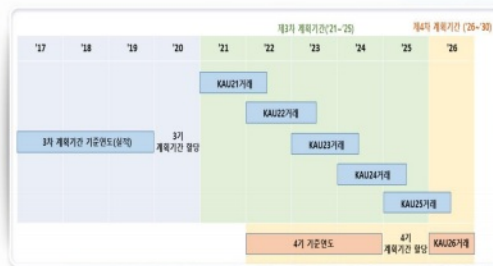 제3차 계획기간('21~'25) 제4차 계획기간 ('26~'30)
'17 '18 '19 '20 '21 '22 '23 '24 '25 '26
KAU21거래
KAU22거래
3차 계획기간 기준연도(실적)
3기
계획기간 할당
KAU23거래
KAU24거래
KAU25거래
4기 기준연도
4기
계획기간 할당
KAU26거래